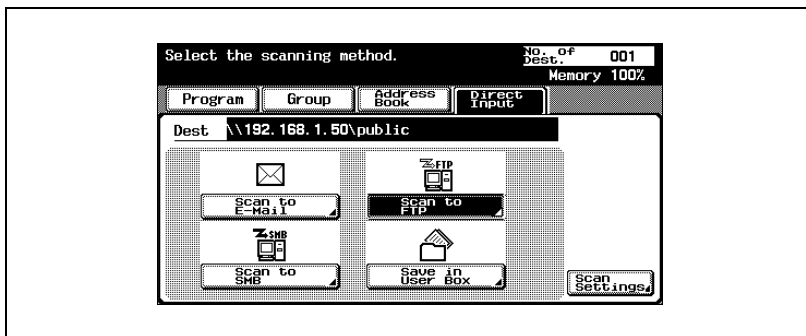 Select the scanning method.
No. of
Dest. 001
Memory 100%
Program Group Address
Book Direct
Input
Dest \\192.168.1.50\public
FTP
Scan to
E-Mail
Scan to
FTP
SMB
Scan to
SMB
Save in
User Box
Scan
Settings